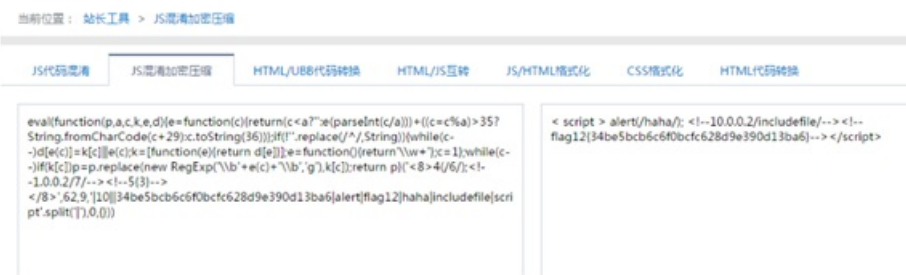 当前位置： 站长工具 > JS混淆加密压缩
JS代码混淆 JS混淆加密压缩 HTML/UBB代码转换 HTML/JS互转 JS/HTML格式化 CSS格式化 HTML代码转换
eval(function(p,a,c,k,e,d){e=function(c){return(c<a?"":e(parseInt(c/a)))+((c=c%a)>35?
String.fromCharCode(c+29):c.toString(36))};if(!''.replace(/^/,String)){while(c-
-)d[e(c)]=k[c]||e(c);k=[function(e){return d[e]}];e=function(){return'\\w+'};c=1};while(c-
-)if(k[c])p=p.replace(new RegExp('\\b'+e(c)+'\\b','g'),k[c]);return p}('<8>4(/6/);<!-
-1.0.0.2/7/--><!--5{3}-->
</8>',62,9,'|10|||34be5bcb6c6f0bcfc628d9e390d13ba6|alert|flag12|haha|includefile|scri
pt'.split('|'),0,{}))
< script > alert(/haha/); <!--10.0.0.2/includefile/--><!--
flag12{34be5bcb6c6f0bcfc628d9e390d13ba6}--></script>